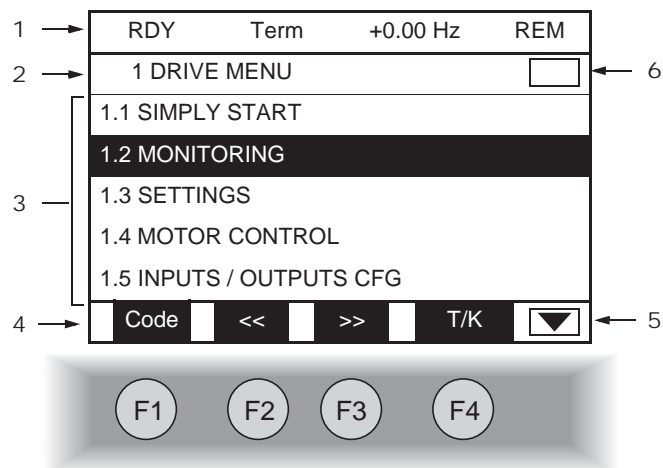 1 RDY Term +0.00 Hz REM
2 1 DRIVE MENU 6
1.1 SIMPLY START
1.2 MONITORING
3 1.3 SETTINGS
1.4 MOTOR CONTROL
1.5 INPUTS / OUTPUTS CFG
4 Code << >> T/K 5
F1 F2 F3 F4